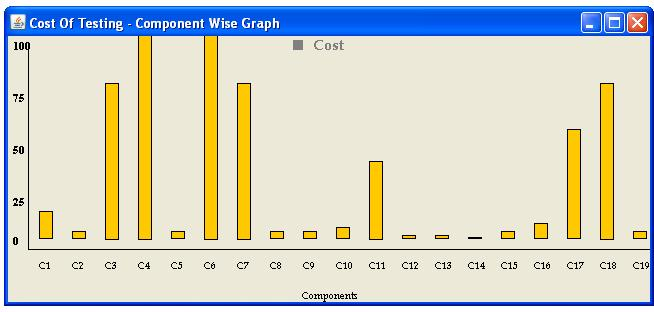 Cost Of Testing - Component Wise Graph
Cost
100
75
50
25
0
C1 C2 C3 C4 C5 C6 C7 C8 C9 C10 C11 C12 C13 C14 C15 C16 C17 C18 C19
Components